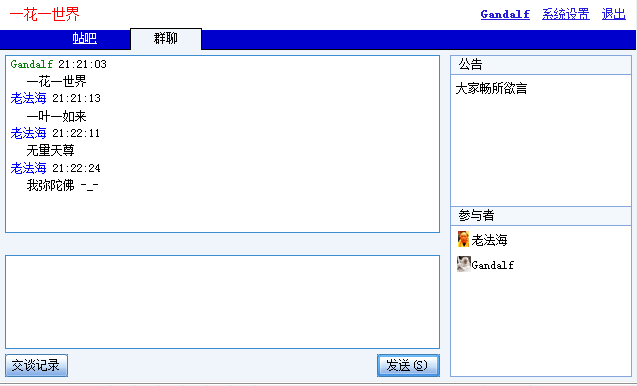 一花一世界
Gandalf 系统设置 退出
帖吧 群聊
Gandalf 21:21:03
一花一世界
老法海 21:21:13
一叶一如来
老法海 21:22:11
无量天尊
老法海 21:22:24
我弥陀佛 -_-
交谈记录 发送(S)
公告
大家畅所欲言
参与者
老法海
Gandalf